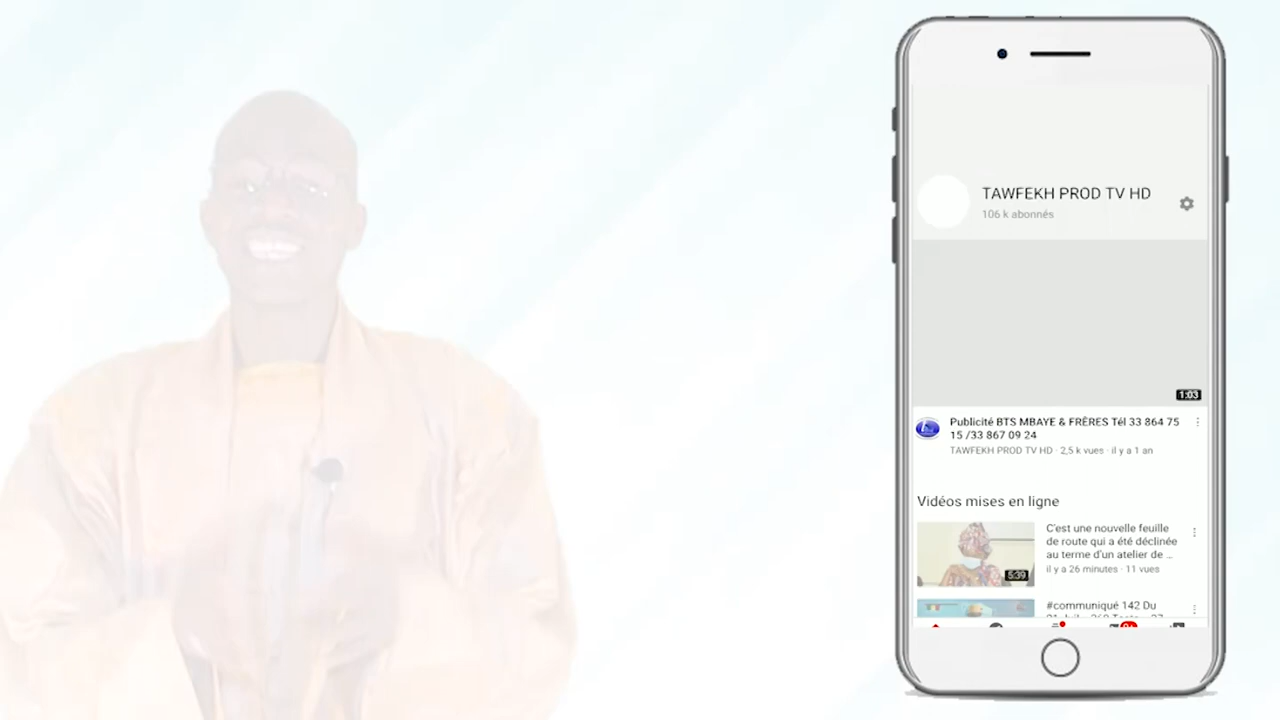 TAWFEKH PROD TV HD
106 k abonnés
1:03
Publicité BTS MBAYE & FRÈRES Tél 33 864 75
15 /33 867 09 24
TAWFEKH PROD TV HD · 2,5 k vues · il y a 1 an
Vidéos mises en ligne
C'est une nouvelle feuille
de route qui a été déclinée
au terme d'un atelier de ...
il y a 26 minutes · 11 vues
5:39
#communiqué 142 Du